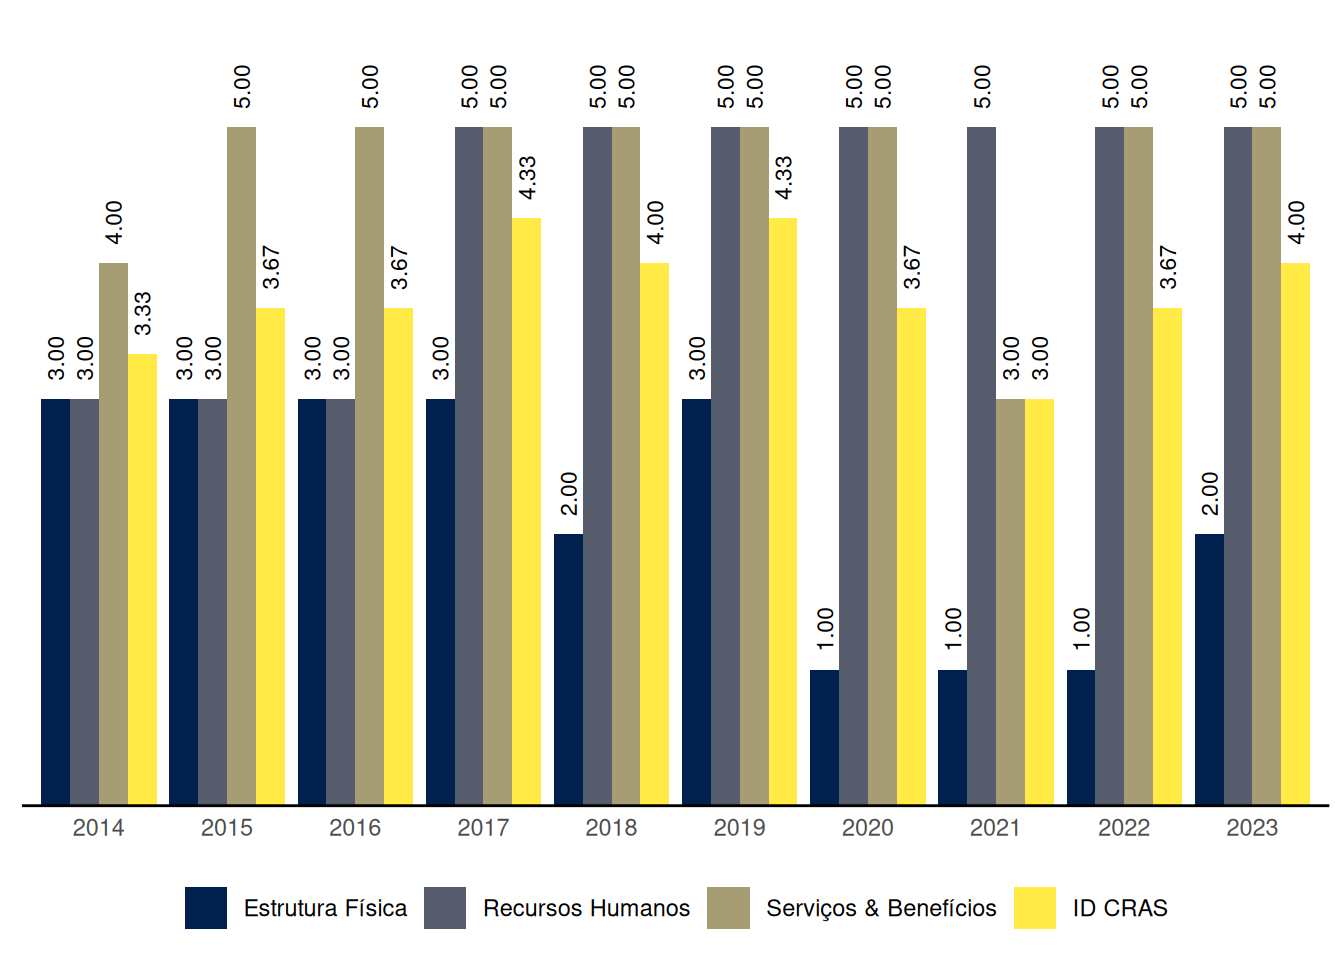 3.00 3.00 4.00 3.33 3.00 3.00 5.00 3.67 3.00 3.00 5.00 3.67 3.00 5.00 5.00 4.33 2.00 5.00 5.00 4.00 3.00 5.00 5.00 4.33 1.00 5.00 5.00 3.67 1.00 5.00 3.00 3.00 1.00 5.00 5.00 3.67 2.00 5.00 5.00 4.00
2014 2015 2016 2017 2018 2019 2020 2021 2022 2023
Estrutura Física Recursos Humanos Serviços & Benefícios ID CRAS